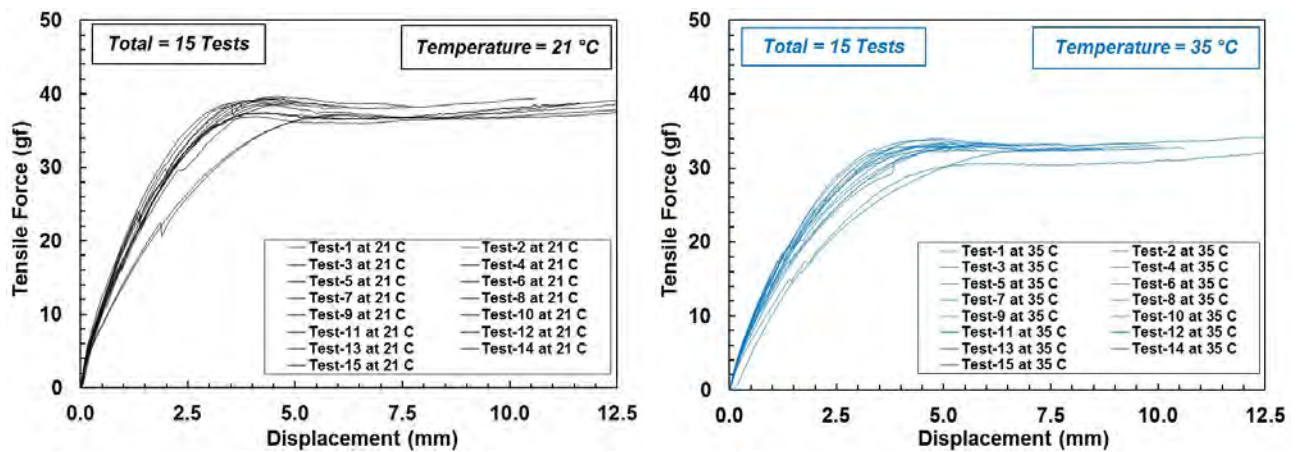 Total = 15 Tests
Temperature = 21 °C
Tensile Force (gf)
50
40
30
20
10
0
Test-1 at 21 C Test-2 at 21 C
Test-3 at 21 C Test-4 at 21 C
Test-5 at 21 C Test-6 at 21 C
Test-7 at 21 C Test-8 at 21 C
Test-9 at 21 C Test-10 at 21 C
Test-11 at 21 C Test-12 at 21 C
Test-13 at 21 C Test-14 at 21 C
Test-15 at 21 C
0.0 2.5 5.0 7.5 10.0 12.5
Displacement (mm)
Total = 15 Tests
Temperature = 35 °C
Tensile Force (gf)
50
40
30
20
10
0
Test-1 at 35 C Test-2 at 35 C
Test-3 at 35 C Test-4 at 35 C
Test-5 at 35 C Test-6 at 35 C
Test-7 at 35 C Test-8 at 35 C
Test-9 at 35 C Test-10 at 35 C
Test-11 at 35 C Test-12 at 35 C
Test-13 at 35 C Test-14 at 35 C
Test-15 at 35 C
0.0 2.5 5.0 7.5 10.0 12.5
Displacement (mm)